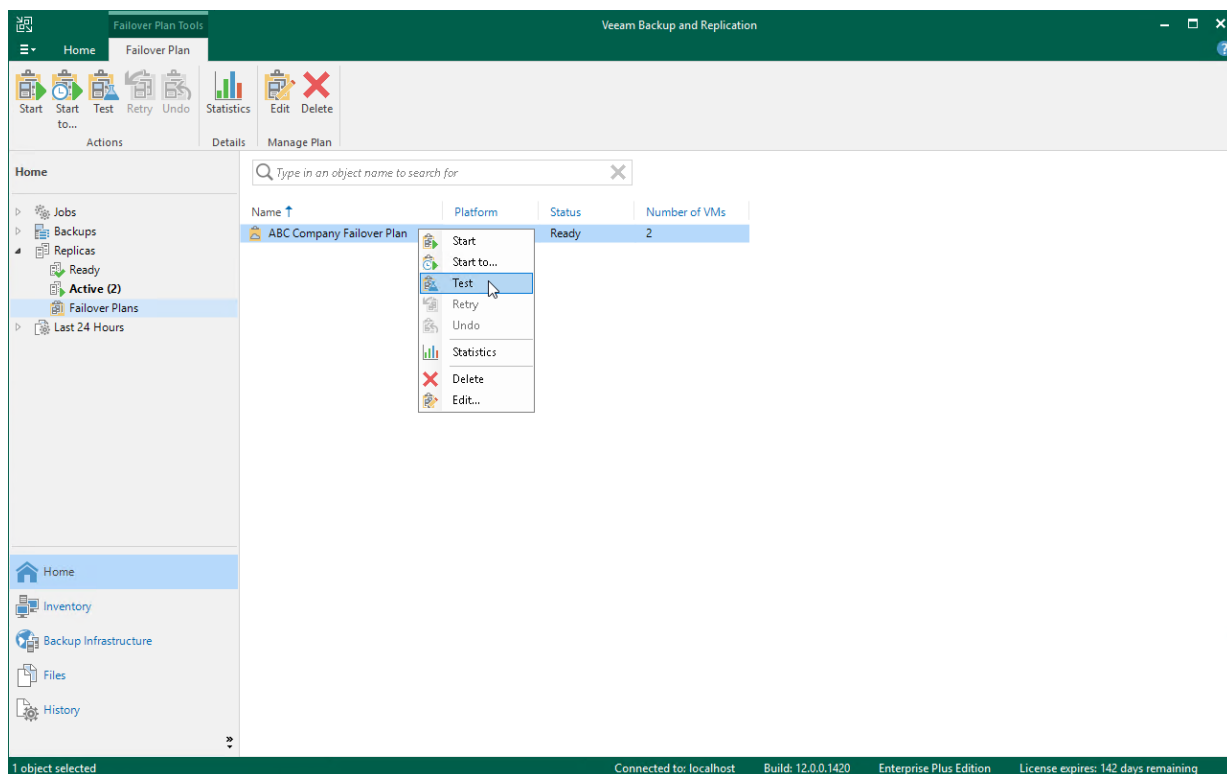 Failover Plan Tools
Veeam Backup and Replication
Home Failover Plan
Start Start to... Test Retry Undo Statistics Edit Delete
Actions Details Manage Plan
Home
Type in an object name to search for
Jobs
Backups
Replicas
Ready
Active (2)
Failover Plans
Last 24 Hours
Name Platform Status Number of VMs
ABC Company Failover Plan Ready 2
Start
Start to...
Test
Retry
Undo
Statistics
Delete
Edit...
Home
Inventory
Backup Infrastructure
Files
History
1 object selected Connected to: localhost Build: 12.0.0.1420 Enterprise Plus Edition License expires: 142 days remaining